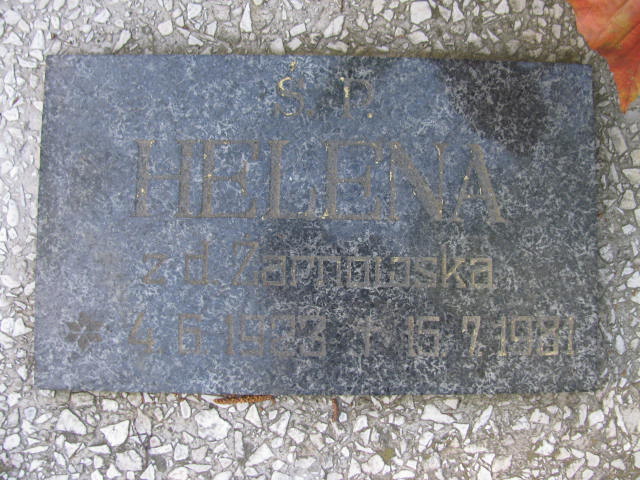 Ś. P.
HELENA
z d. Żarnowska
* 4.6.1923 + 15.7.1981